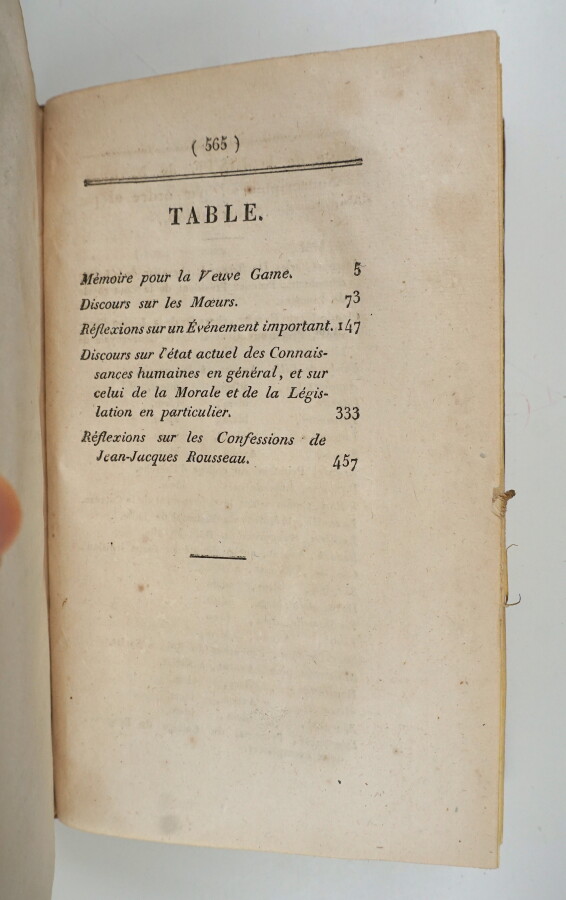 ( 565 )
TABLE.
Mémoire pour la Veuve Game. 5
Discours sur les Mœurs. 73
Réflexions sur un Événement important. 147
Discours sur l'état actuel des Connais-
sances humaines en général, et sur
celui de la Morale et de la Légis-
lation en particulier. 333
Réflexions sur les Confessions de
Jean-Jacques Rousseau. 457